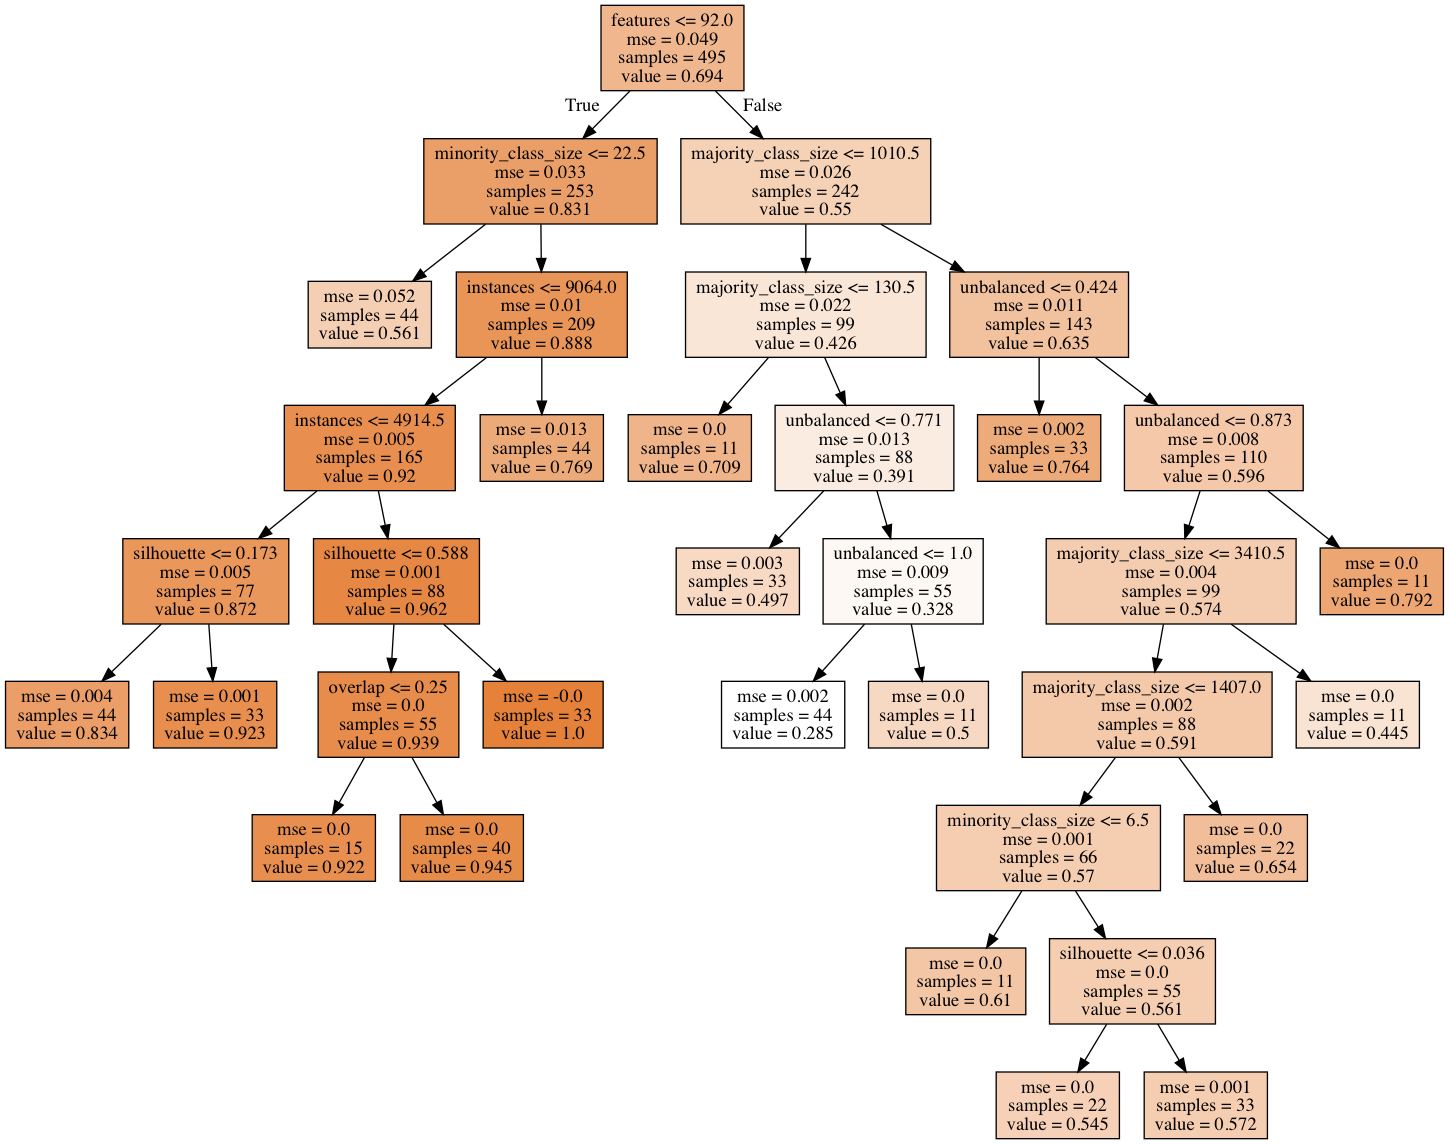 features <= 92.0
mse = 0.049
samples = 495
value = 0.694
True
False
minority_class_size <= 22.5
mse = 0.033
samples = 253
value = 0.831
majority_class_size <= 1010.5
mse = 0.026
samples = 242
value = 0.55
mse = 0.052
samples = 44
value = 0.561
instances <= 9064.0
mse = 0.01
samples = 209
value = 0.888
majority_class_size <= 130.5
mse = 0.022
samples = 99
value = 0.426
unbalanced <= 0.424
mse = 0.011
samples = 143
value = 0.635
instances <= 4914.5
mse = 0.005
samples = 165
value = 0.92
mse = 0.013
samples = 44
value = 0.769
mse = 0.0
samples = 11
value = 0.709
unbalanced <= 0.771
mse = 0.013
samples = 88
value = 0.391
mse = 0.002
samples = 33
value = 0.764
unbalanced <= 0.873
mse = 0.008
samples = 110
value = 0.596
silhouette <= 0.173
mse = 0.005
samples = 77
value = 0.872
silhouette <= 0.588
mse = 0.001
samples = 88
value = 0.962
mse = 0.003
samples = 33
value = 0.497
unbalanced <= 1.0
mse = 0.009
samples = 55
value = 0.328
majority_class_size <= 3410.5
mse = 0.004
samples = 99
value = 0.574
mse = 0.0
samples = 11
value = 0.792
mse = 0.004
samples = 44
value = 0.834
mse = 0.001
samples = 33
value = 0.923
overlap <= 0.25
mse = 0.0
samples = 55
value = 0.939
mse = -0.0
samples = 33
value = 1.0
mse = 0.002
samples = 44
value = 0.285
mse = 0.0
samples = 11
value = 0.5
majority_class_size <= 1407.0
mse = 0.002
samples = 88
value = 0.591
mse = 0.0
samples = 11
value = 0.445
mse = 0.0
samples = 15
value = 0.922
mse = 0.0
samples = 40
value = 0.945
minority_class_size <= 6.5
mse = 0.001
samples = 66
value = 0.57
mse = 0.0
samples = 22
value = 0.654
mse = 0.0
samples = 11
value = 0.61
silhouette <= 0.036
mse = 0.0
samples = 55
value = 0.561
mse = 0.0
samples = 22
value = 0.545
mse = 0.001
samples = 33
value = 0.572